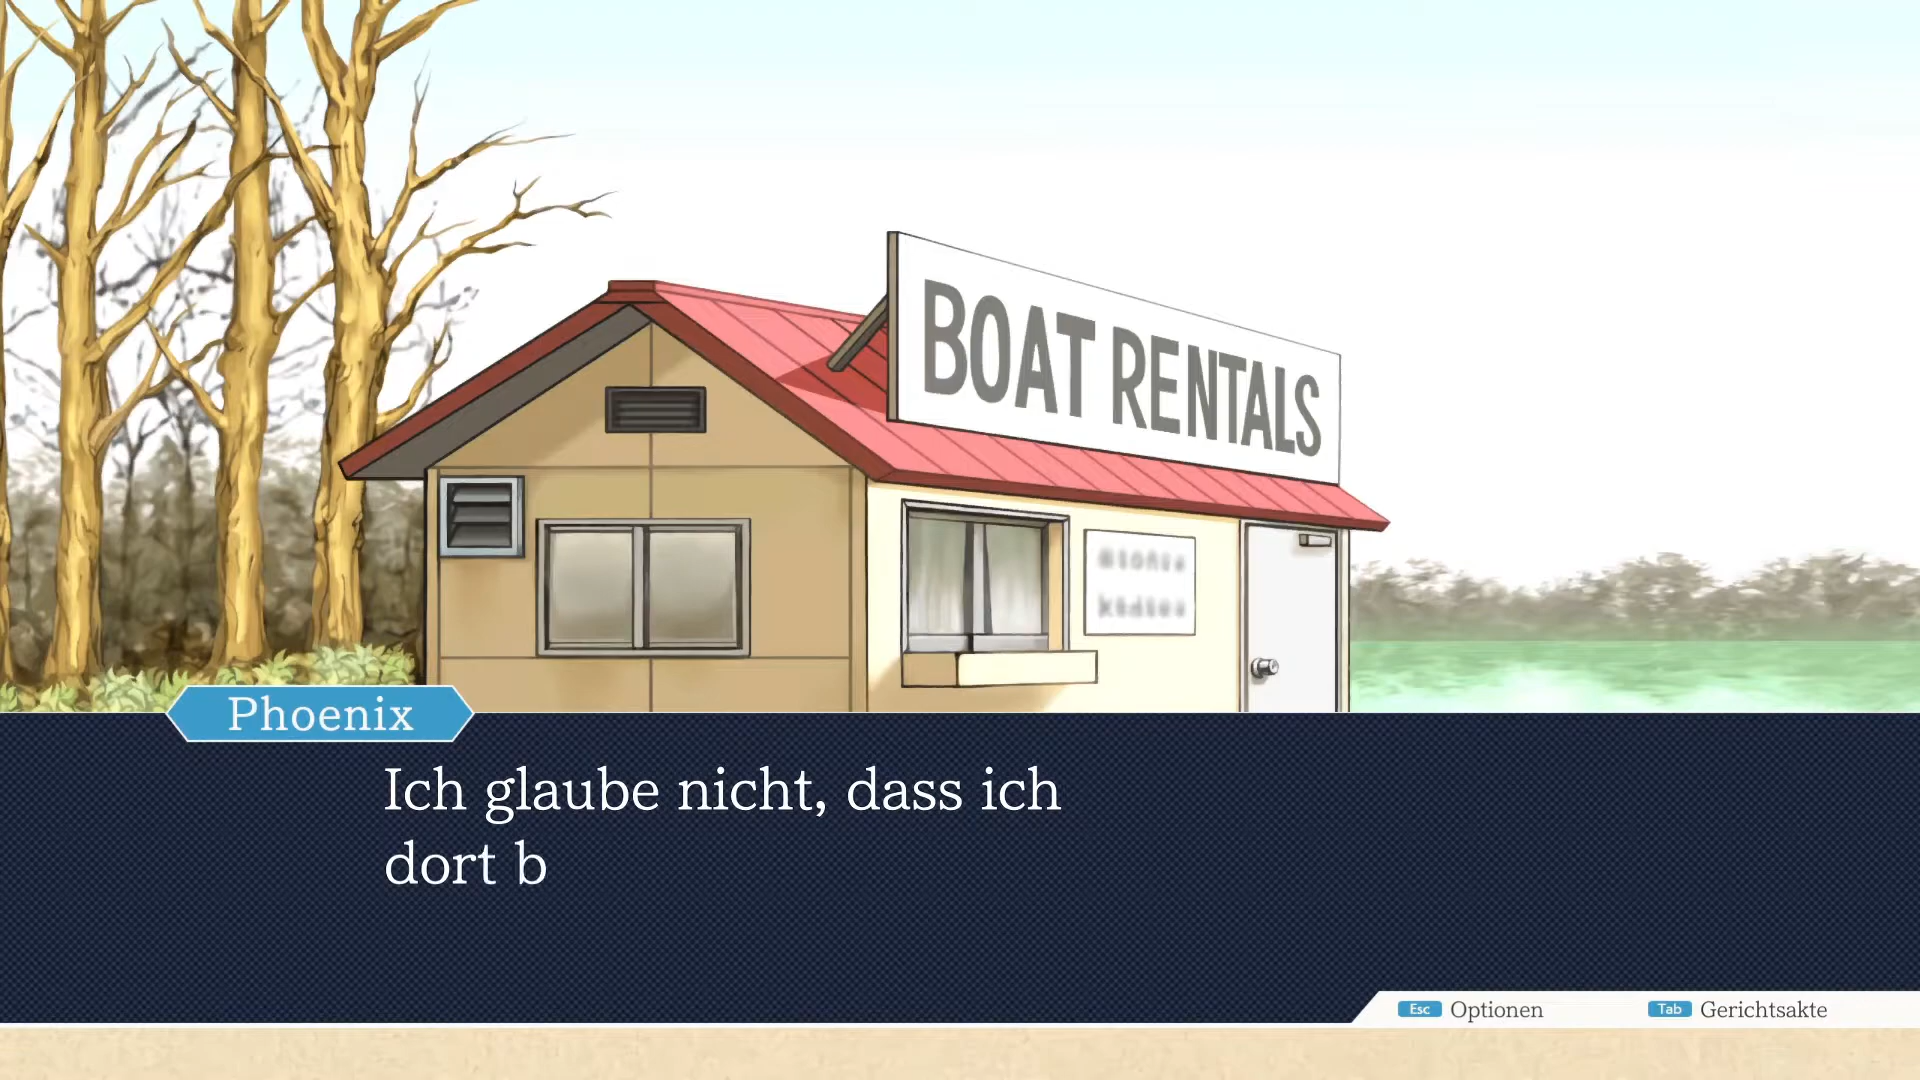 BOAT RENTALS
Phoenix
Ich glaube nicht, dass ich
dort b
Esc Optionen
Tab Gerichtsakte